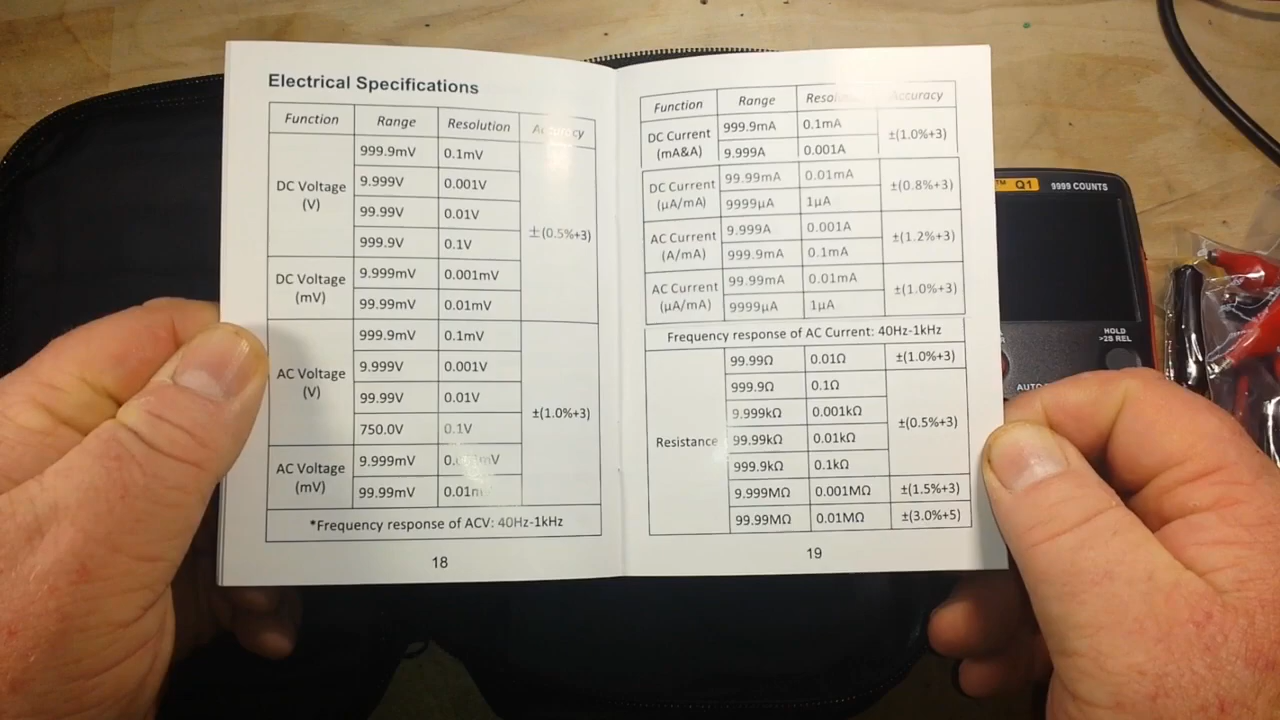 Electrical Specifications
Function Range Resolution Accuracy
DC Voltage (V) 999.9mV 0.1mV ±(0.5%+3)
9.999V 0.001V
99.99V 0.01V
999.9V 0.1V
DC Voltage (mV) 9.999mV 0.001mV
99.99mV 0.01mV
AC Voltage (V) 999.9mV 0.1mV ±(1.0%+3)
9.999V 0.001V
99.99V 0.01V
750.0V 0.1V
AC Voltage (mV) 9.999mV
99.99mV
*Frequency response of ACV: 40Hz-1kHz
18
Function Range Accuracy
DC Current (mA&A) 999.9mA 0.1mA ±(1.0%+3)
9.999A 0.001A
DC Current (µA/mA) 99.99mA 0.01mA ±(0.8%+3)
9999µA 1µA
AC Current (A/mA) 9.999A 0.001A ±(1.2%+3)
999.9mA 0.1mA
AC Current (µA/mA) 99.99mA 0.01mA ±(1.0%+3)
9999µA 1µA
Frequency response of AC Current: 40Hz-1kHz
Resistance 99.99Ω 0.01Ω ±(1.0%+3)
999.9Ω 0.1Ω ±(0.5%+3)
9.999kΩ 0.001kΩ
99.99kΩ 0.01kΩ
999.9kΩ 0.1kΩ
9.999MΩ 0.001MΩ ±(1.5%+3)
99.99MΩ 0.01MΩ ±(3.0%+5)
19
™ Q1 9999 COUNTS
HOLD
>2S REL